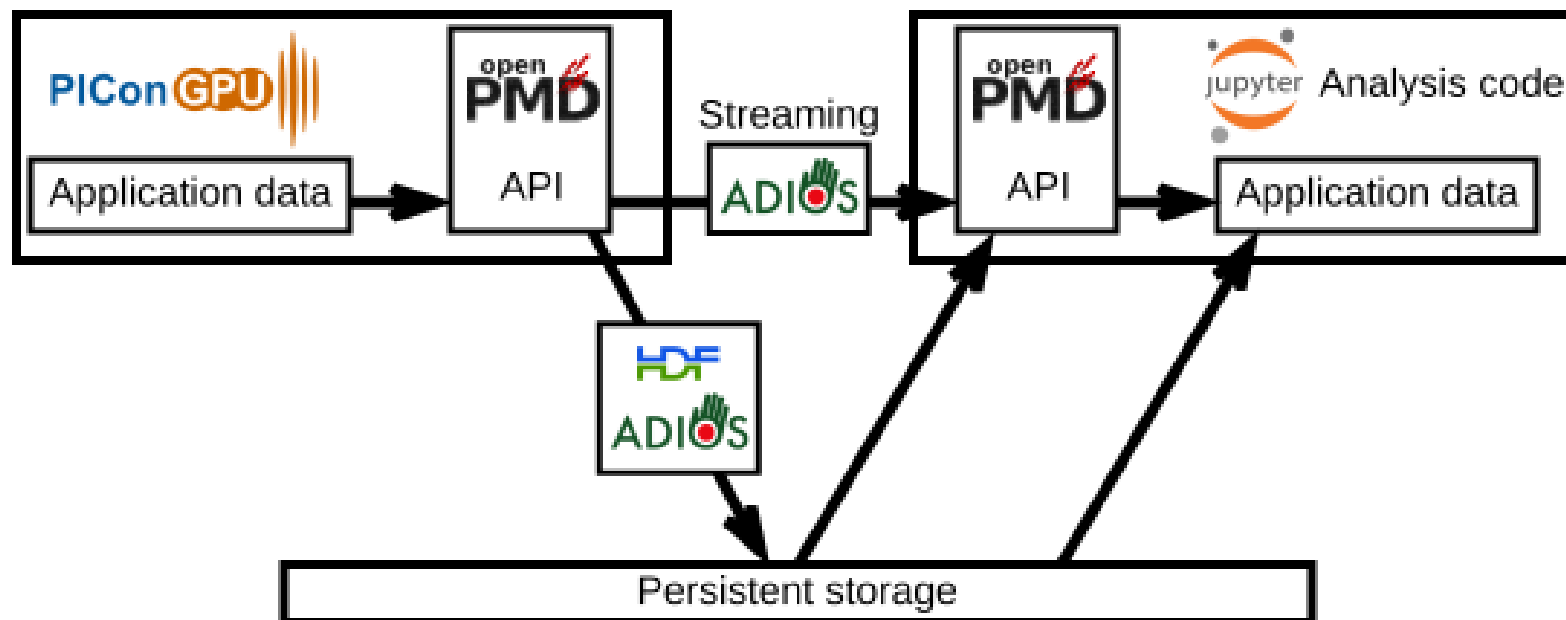 PIConGPU
open
PMD
API
Application data
Streaming
ADIOS
open
PMD
API
jupyter
Analysis code
Application data
HDF
ADIOS
Persistent storage